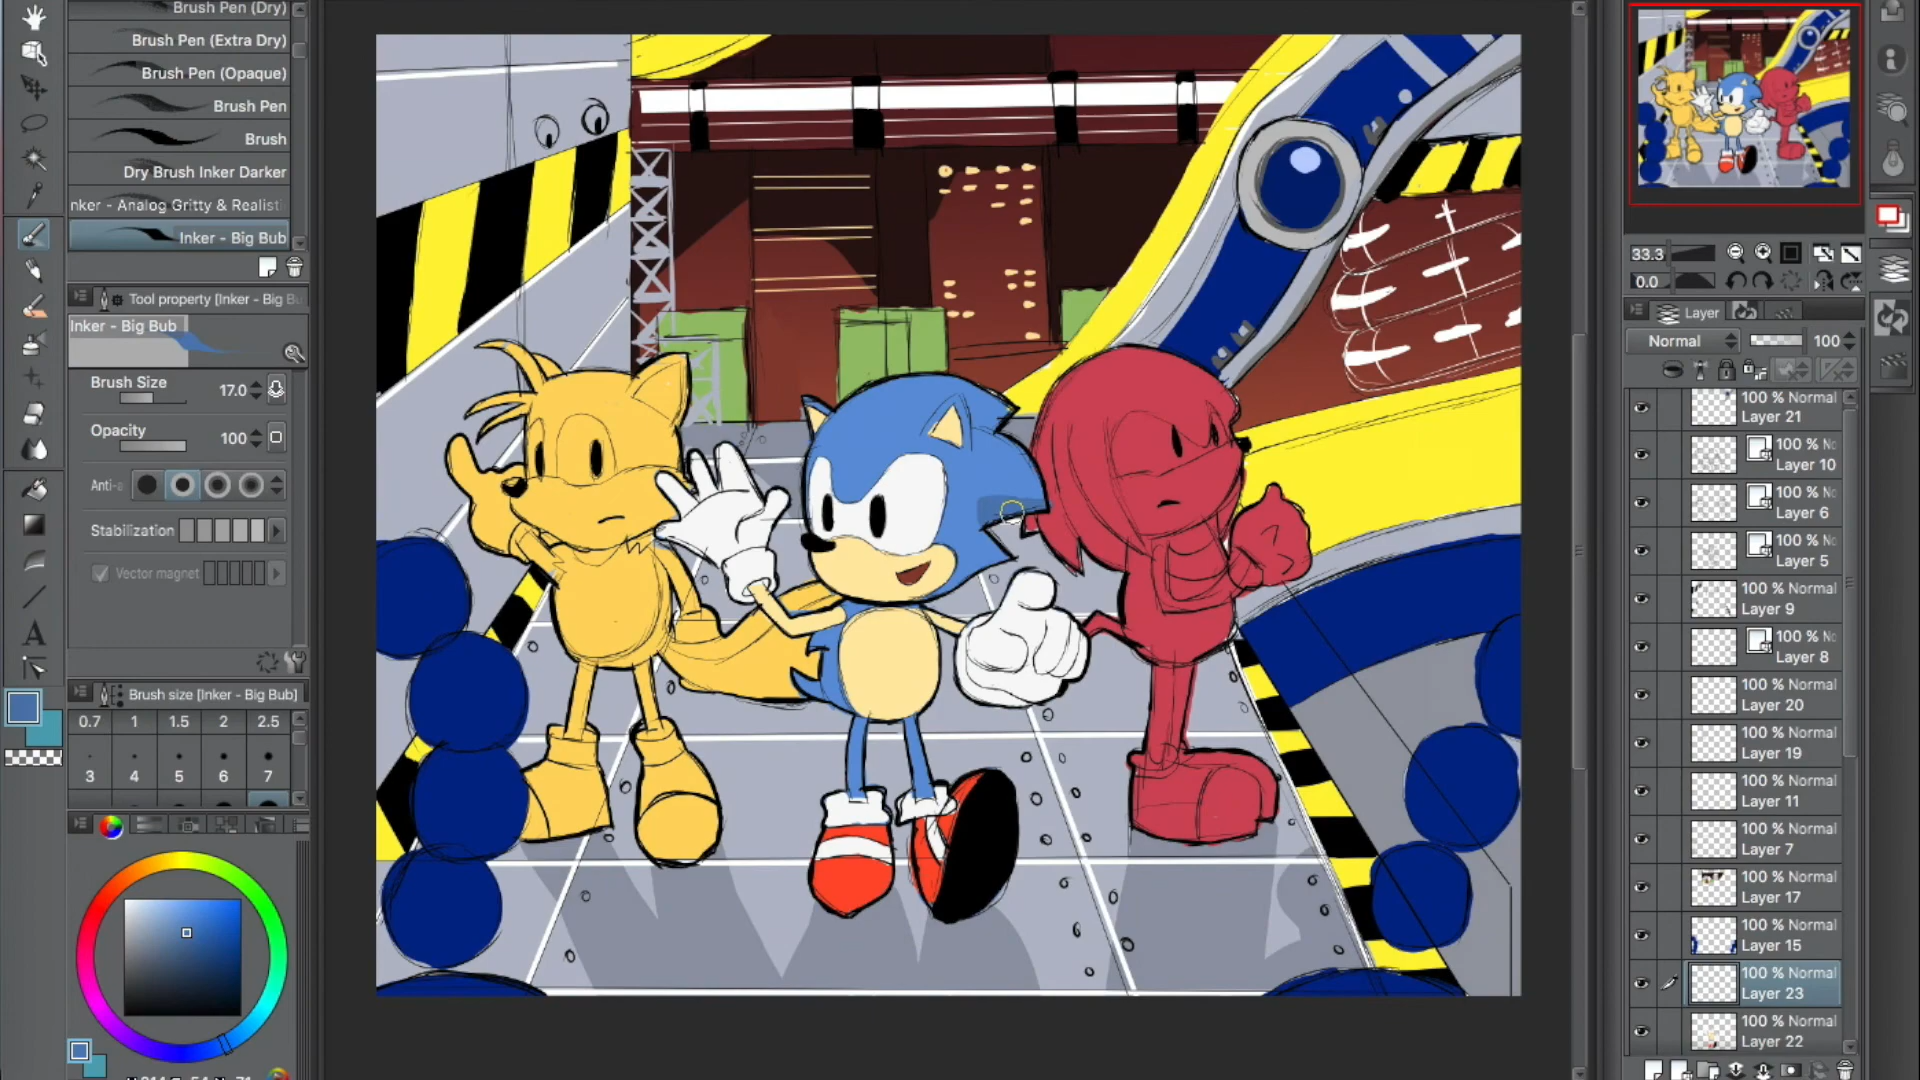 Brush Pen (Dry)
Brush Pen (Extra Dry)
Brush Pen (Opaque)
Brush Pen
Brush
Dry Brush Inker Darker
nker - Analog Gritty & Realisti
Inker - Big Bub
Tool property [Inker - Big Bu
Inker - Big Bub
Brush Size 17.0
Opacity 100
Anti-a
Stabilization
Vector magnet
Brush size [Inker - Big Bub]
0.7 1 1.5 2 2.5
3 4 5 6 7
33.3
0.0
Layer
Normal 100
100 % Normal
Layer 21
100 % No
Layer 10
100 % No
Layer 6
100 % No
Layer 5
100 % Normal
Layer 9
100 % No
Layer 8
100 % Normal
Layer 20
100 % Normal
Layer 19
100 % Normal
Layer 11
100 % Normal
Layer 7
100 % Normal
Layer 17
100 % Normal
Layer 15
100 % Normal
Layer 23
100 % Normal
Layer 22